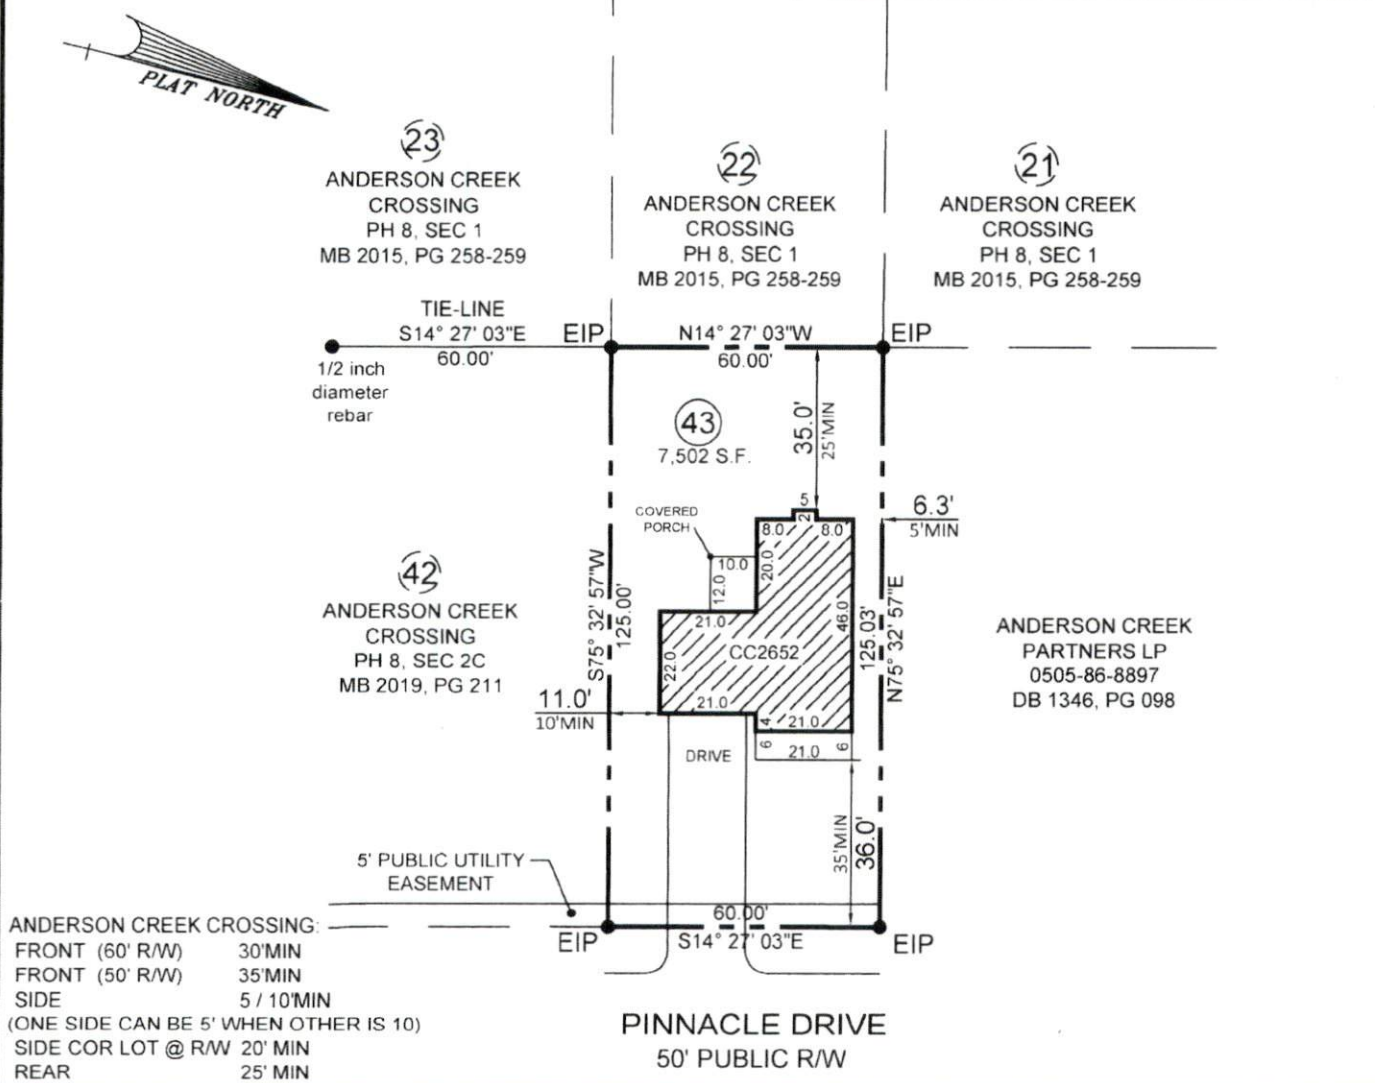 PLAT NORTH
23
ANDERSON CREEK
CROSSING
PH 8, SEC 1
MB 2015, PG 258-259
22
ANDERSON CREEK
CROSSING
PH 8, SEC 1
MB 2015, PG 258-259
21
ANDERSON CREEK
CROSSING
PH 8, SEC 1
MB 2015, PG 258-259
TIE-LINE
S14° 27' 03"E
60.00'
EIP
N14° 27' 03"W
60.00'
EIP
1/2 inch
diameter
rebar
43
7,502 S.F.
35.0'
25'MIN
COVERED
PORCH
5
2
8.0
8.0
10.0
12.0
20.0
6.3'
5'MIN
42
ANDERSON CREEK
CROSSING
PH 8, SEC 2C
MB 2019, PG 211
S75° 32' 57"W
125.00'
21.0
22.0
CC2652
46.0
125.03'
N75° 32' 57"E
ANDERSON CREEK
PARTNERS LP
0505-86-8897
DB 1346, PG 098
11.0'
10'MIN
21.0
4
21.0
6
21.0
6
DRIVE
35'MIN
36.0'
5' PUBLIC UTILITY
EASEMENT
60.00'
EIP
S14° 27' 03"E
EIP
ANDERSON CREEK CROSSING:
FRONT (60' R/W) 30'MIN
FRONT (50' R/W) 35'MIN
SIDE 5 / 10'MIN
(ONE SIDE CAN BE 5' WHEN OTHER IS 10)
SIDE COR LOT @ R/W 20' MIN
REAR 25' MIN
PINNACLE DRIVE
50' PUBLIC R/W